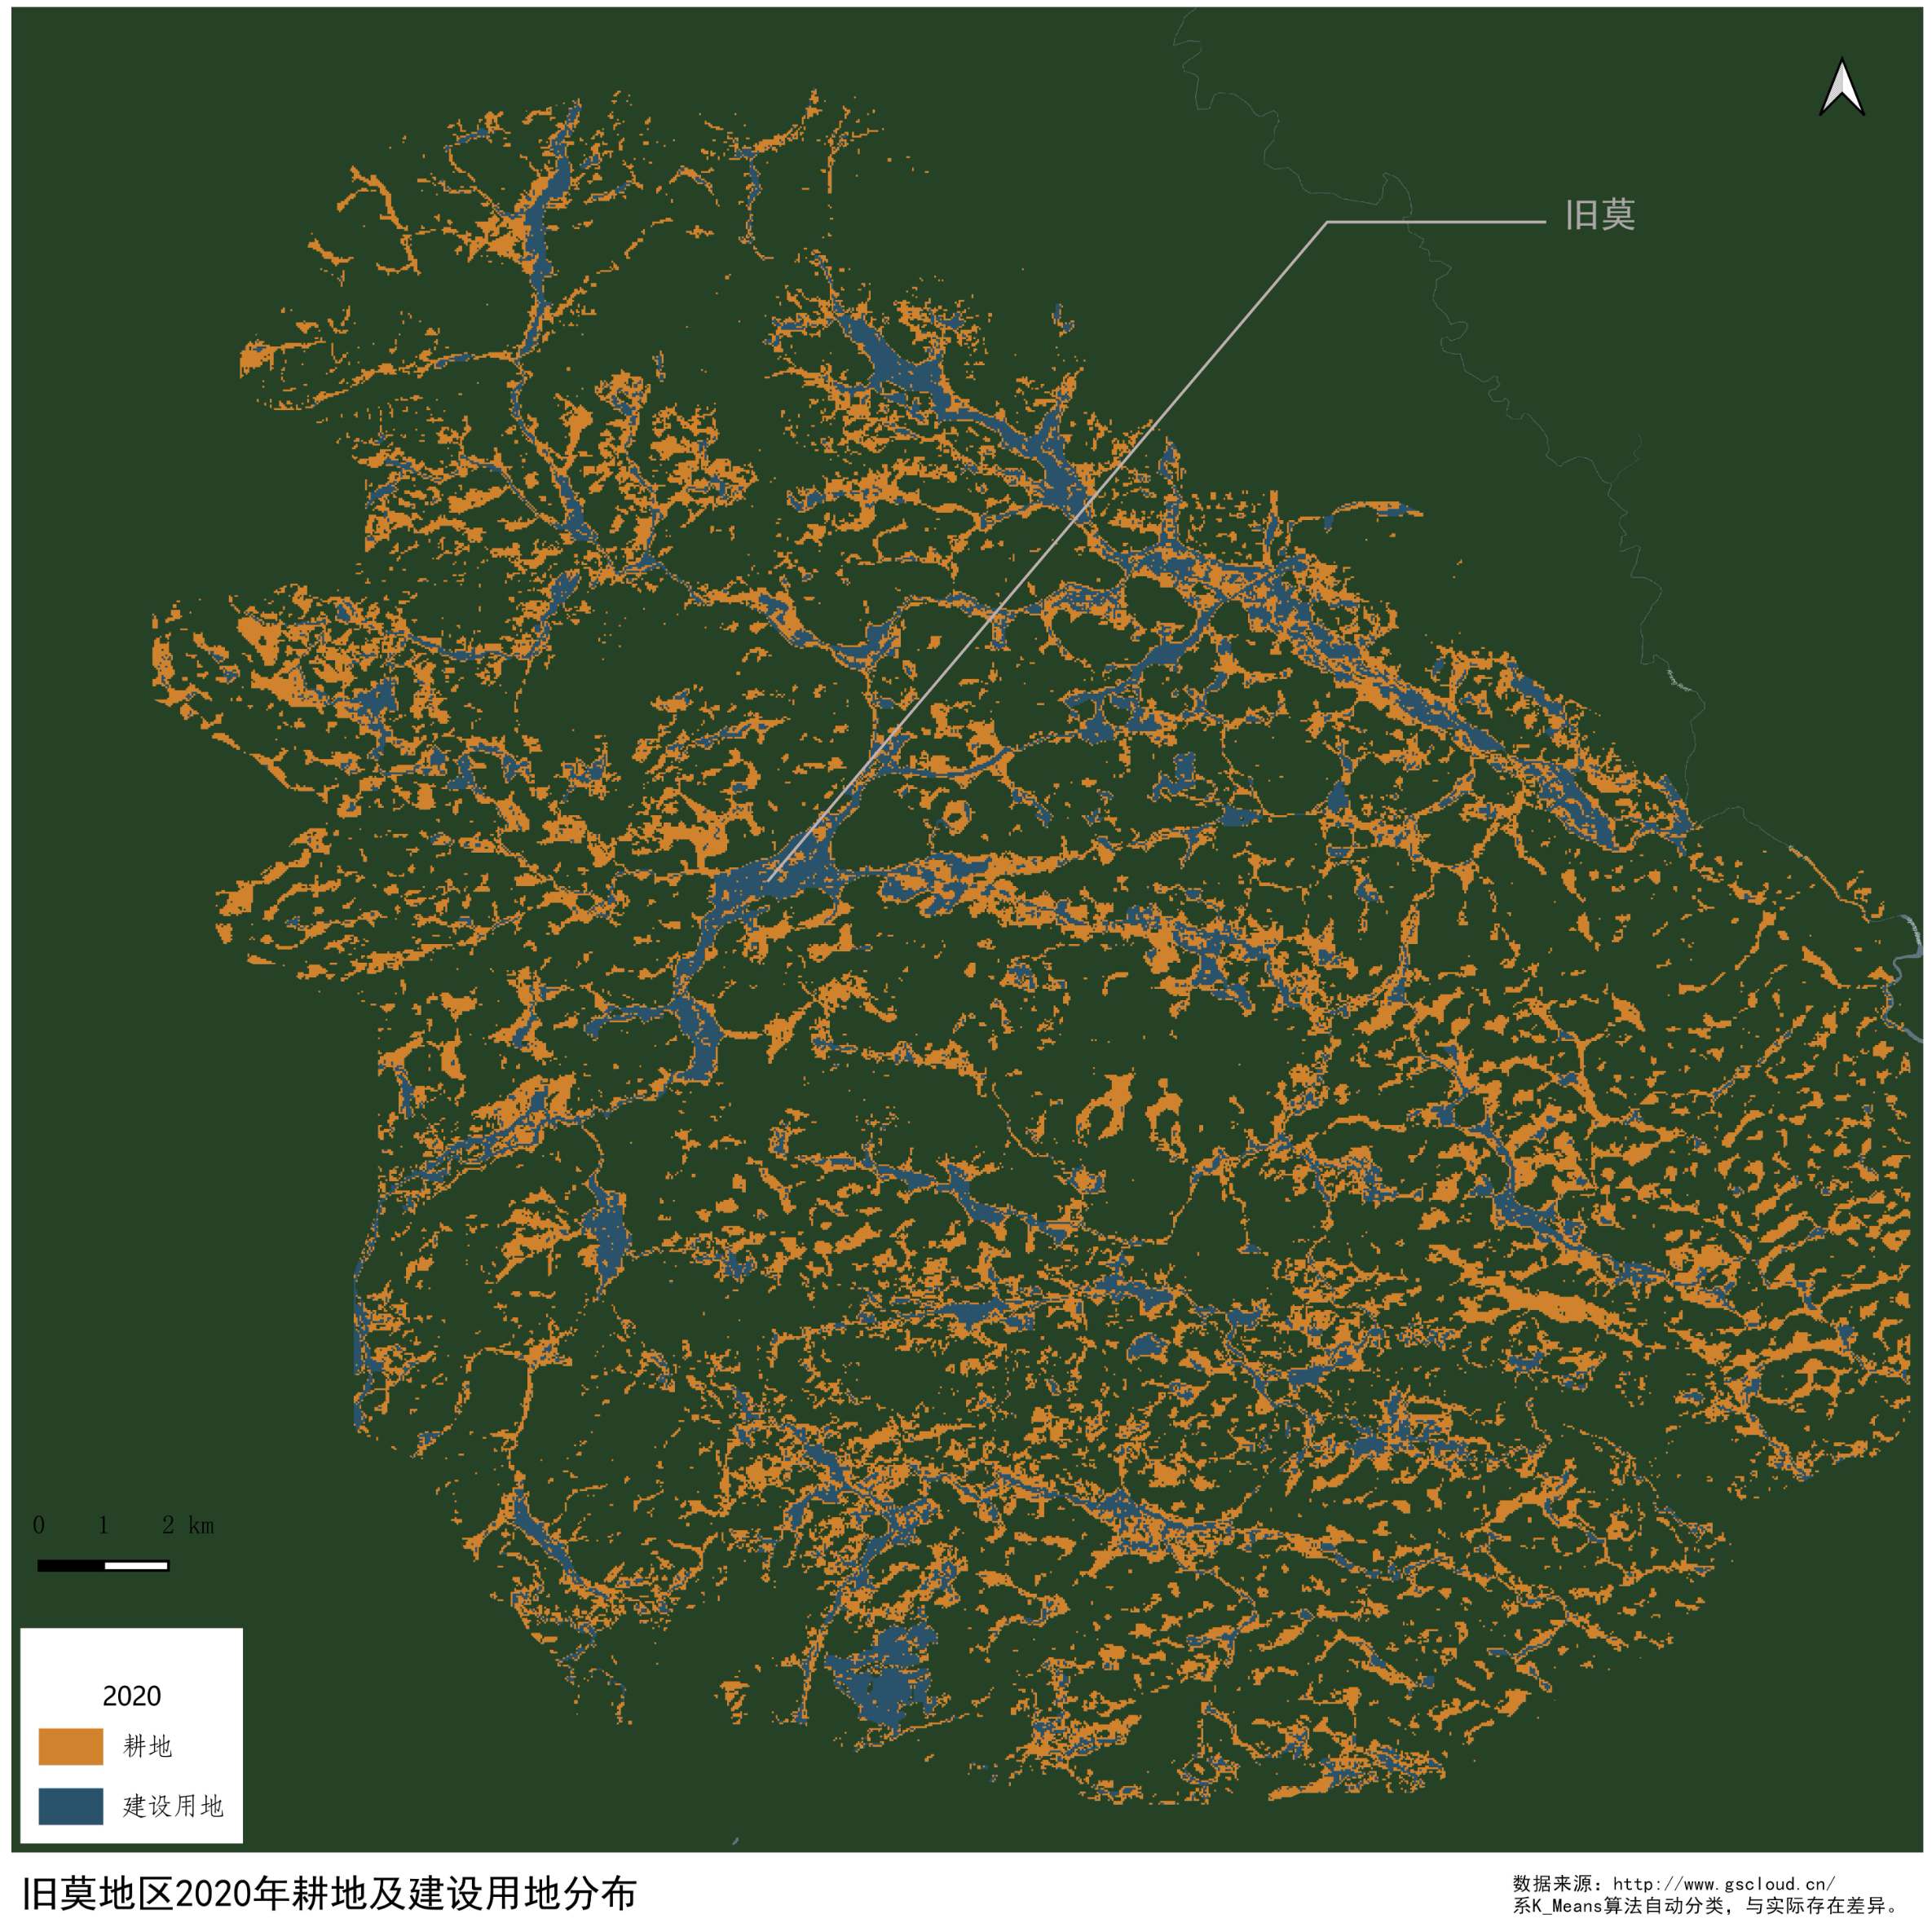 旧莫
0 1 2 km
2020
耕地
建设用地
旧莫地区2020年耕地及建设用地分布
数据来源：http://www.gscloud.cn/
系K_Means算法自动分类，与实际存在差异。